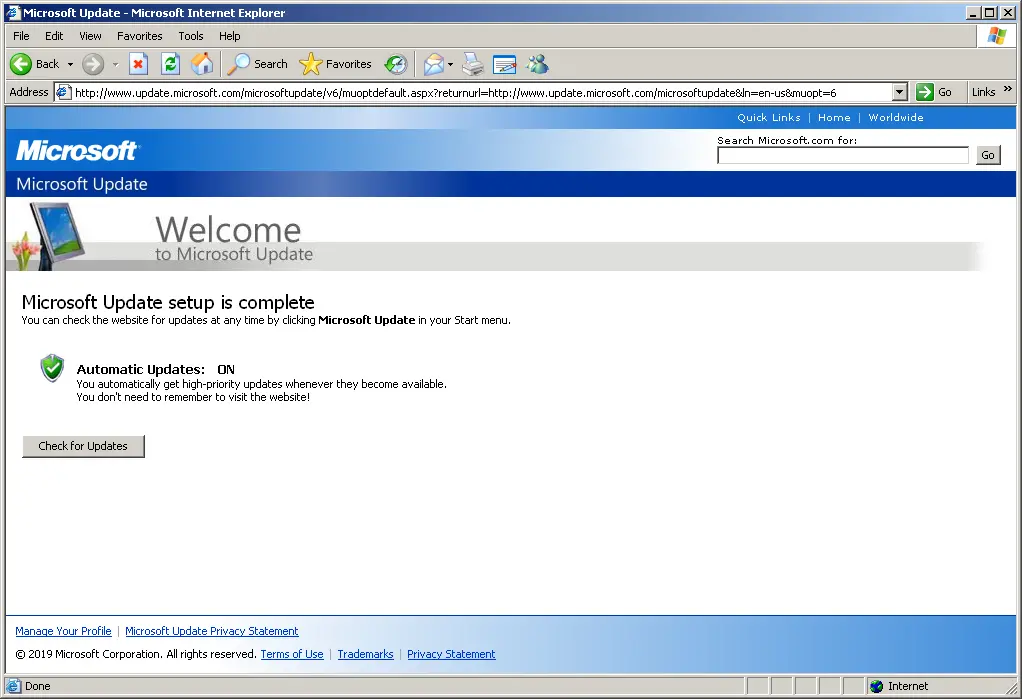 Microsoft Update - Microsoft Internet Explorer
File Edit View Favorites Tools Help
Back Search Favorites
Address http://www.update.microsoft.com/microsoftupdate/v6/muoptdefault.aspx?returnurl=http://www.update.microsoft.com/microsoftupdate&ln=en-us&muopt=6 Go Links »
Quick Links | Home | Worldwide
Microsoft
Search Microsoft.com for:
Go
Microsoft Update
Welcome
to Microsoft Update
Microsoft Update setup is complete
You can check the website for updates at any time by clicking Microsoft Update in your Start menu.
Automatic Updates: ON
You automatically get high-priority updates whenever they become available.
You don't need to remember to visit the website!
Check for Updates
Manage Your Profile | Microsoft Update Privacy Statement
© 2019 Microsoft Corporation. All rights reserved. Terms of Use | Trademarks | Privacy Statement
Done Internet